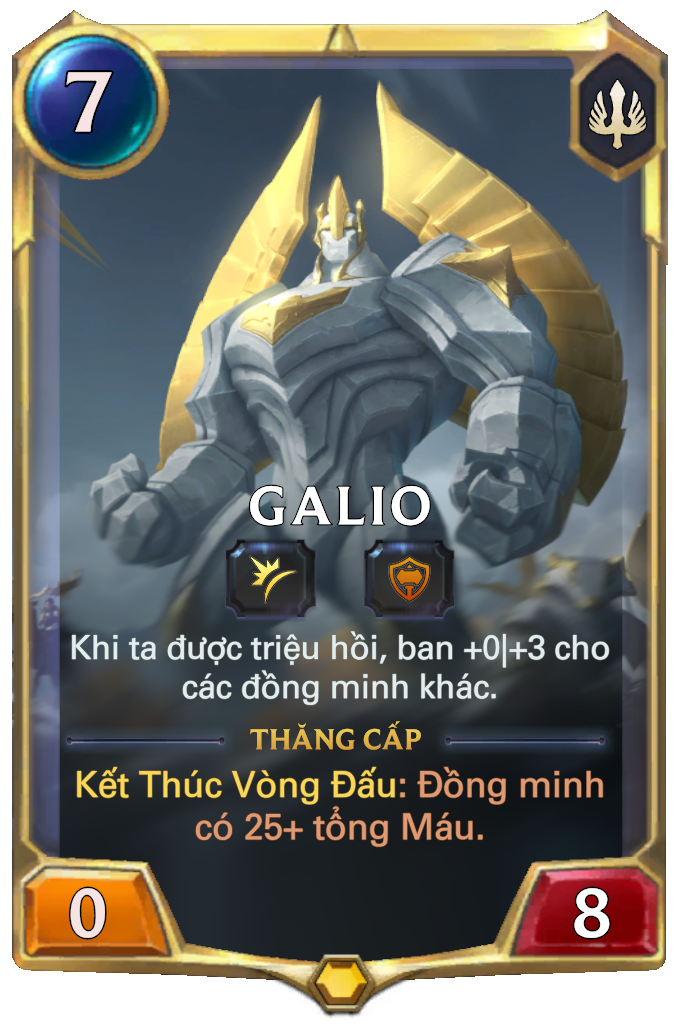 7
GALIO
Khi ta được triệu hồi, ban +0|+3 cho
các đồng minh khác.
THĂNG CẤP
Kết Thúc Vòng Đấu: Đồng minh
có 25+ tổng Máu.
0
8